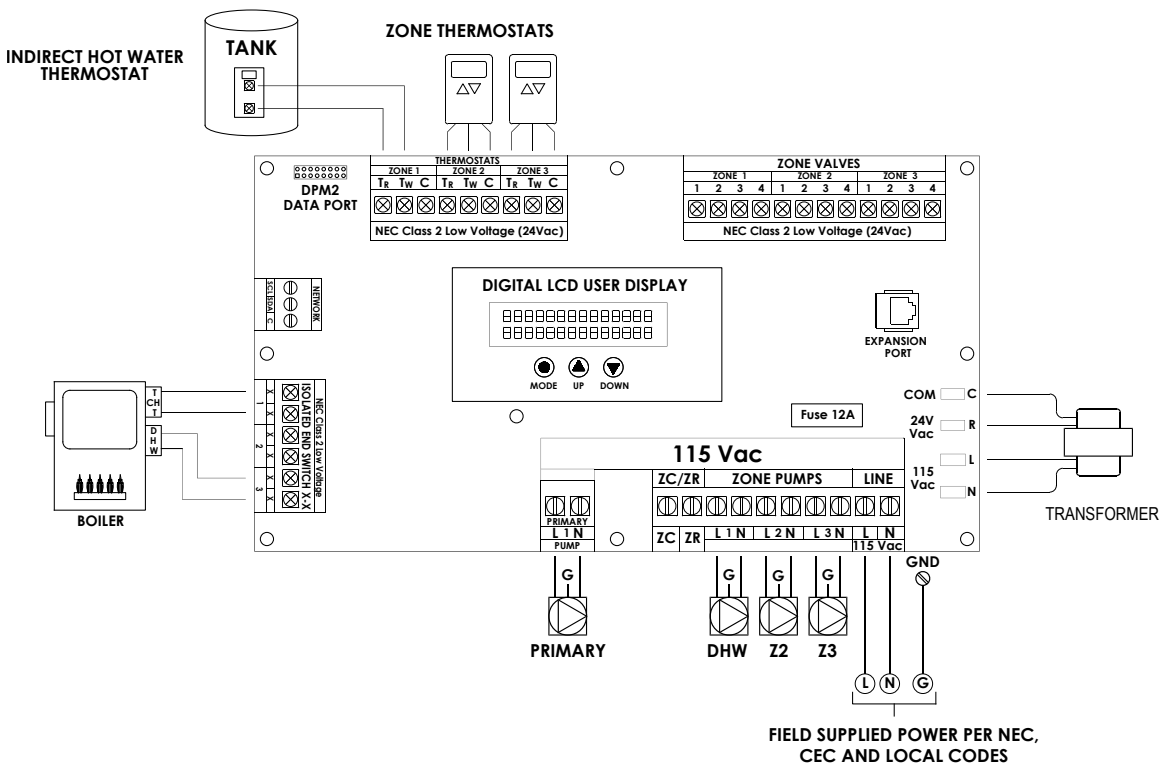 INDIRECT HOT WATER
THERMOSTAT
TANK
ZONE THERMOSTATS
DPM2
DATA PORT
THERMOSTATS
ZONE 1 ZONE 2 ZONE 3
TR TW C TR TW C TR TW C
NEC Class 2 Low Voltage (24Vac)
ZONE VALVES
ZONE 1 ZONE 2 ZONE 3
1 2 3 4 1 2 3 4 1 2 3 4
NEC Class 2 Low Voltage (24Vac)
SCL SDA C
NETWORK
DIGITAL LCD USER DISPLAY
MODE UP DOWN
EXPANSION
PORT
T
CH
T
D
H
W
BOILER
X X X X X X
1 2 3
ISOLATED END SWITCH X-X
NEC Class 2 Low Voltage
Fuse 12A
COM C
24V
Vac
R
L
115
Vac
N
TRANSFORMER
115 Vac
ZC/ZR ZONE PUMPS LINE
PRIMARY
L 1 N
PUMP
ZC ZR L 1 N L 2 N L 3 N L N
115 Vac
GND
G G G G
PRIMARY DHW Z2 Z3
L N G
FIELD SUPPLIED POWER PER NEC,
CEC AND LOCAL CODES